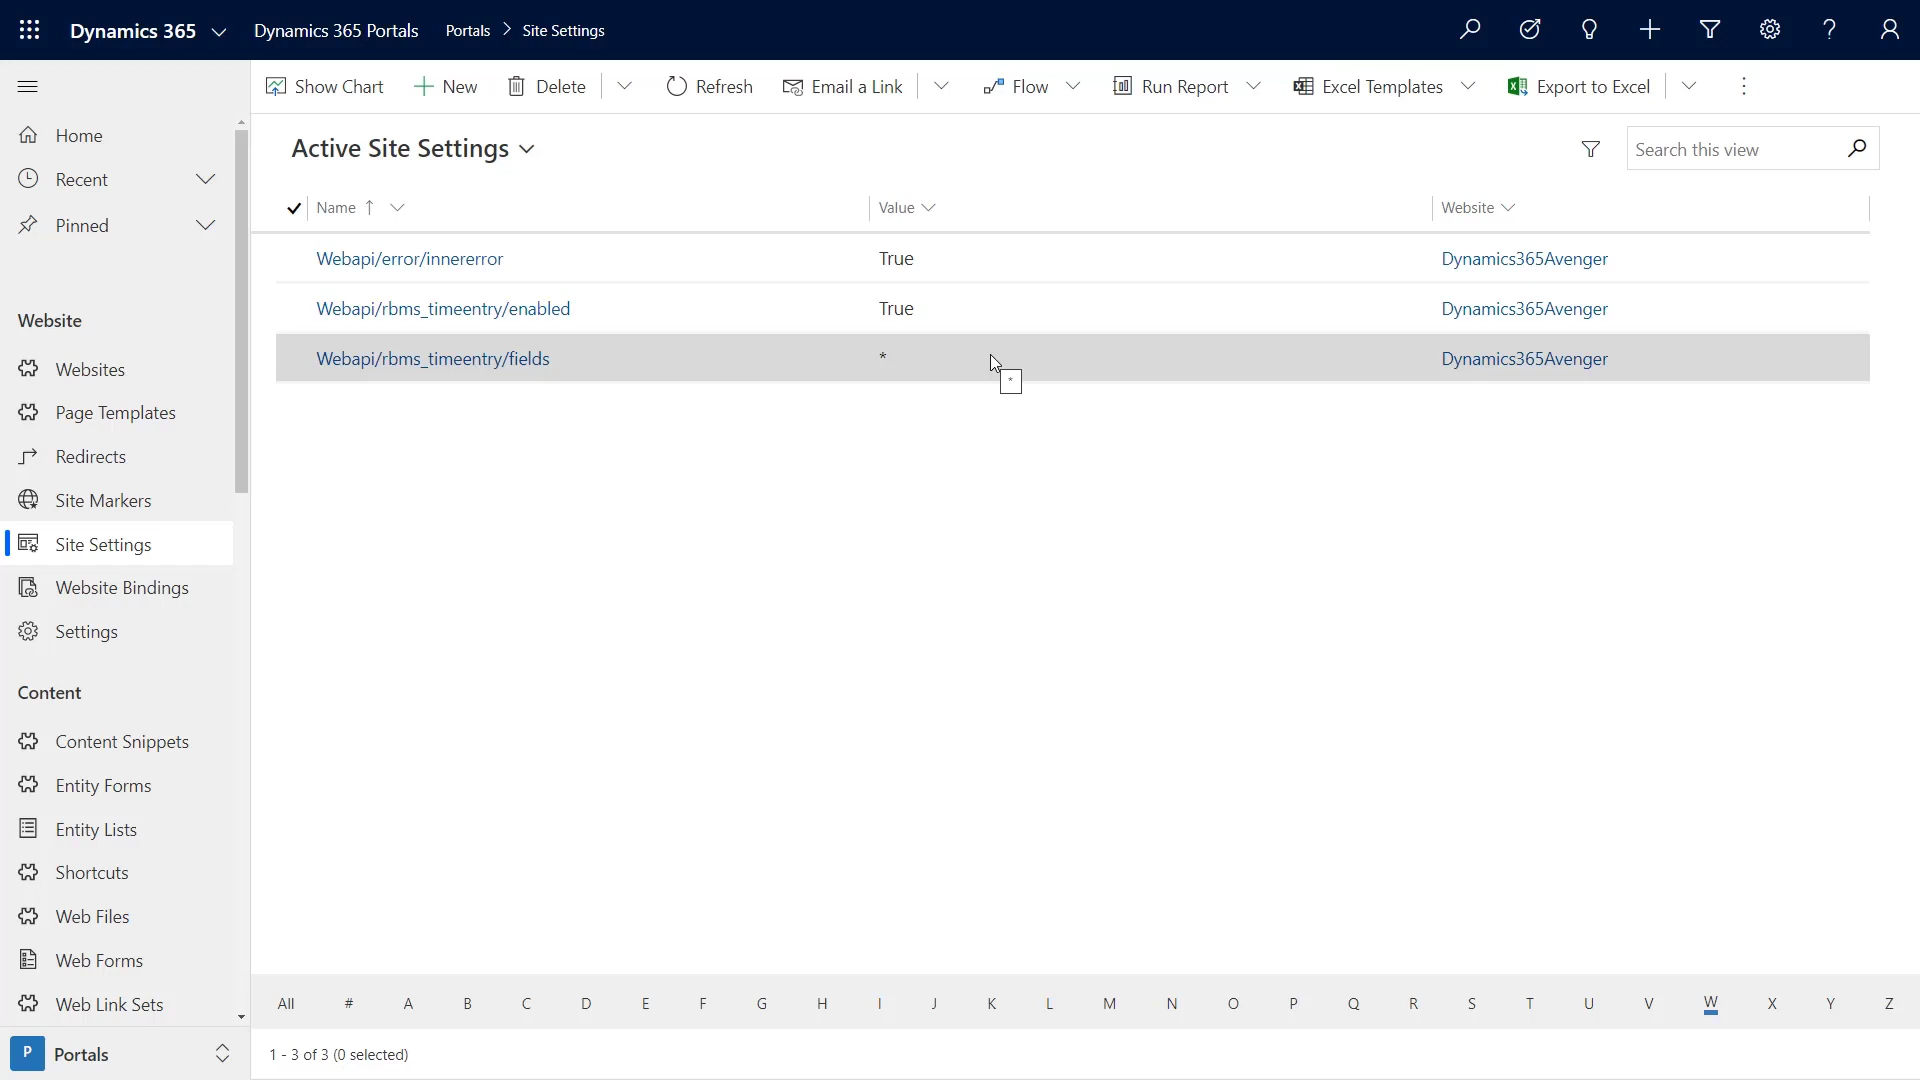 Dynamics 365
Dynamics 365 Portals
Portals
Site Settings
Show Chart
New
Delete
Refresh
Email a Link
Flow
Run Report
Excel Templates
Export to Excel
Home
Recent
Pinned
Website
Websites
Page Templates
Redirects
Site Markers
Site Settings
Website Bindings
Settings
Content
Content Snippets
Entity Forms
Entity Lists
Shortcuts
Web Files
Web Forms
Web Link Sets
P
Portals
Active Site Settings
Search this view
Name
Value
Website
Webapi/error/innererror
True
Dynamics365Avenger
Webapi/rbms_timeentry/enabled
True
Dynamics365Avenger
Webapi/rbms_timeentry/fields
*
Dynamics365Avenger
*
All # A B C D E F G H I J K L M N O P Q R S T U V W X Y Z
1 - 3 of 3 (0 selected)